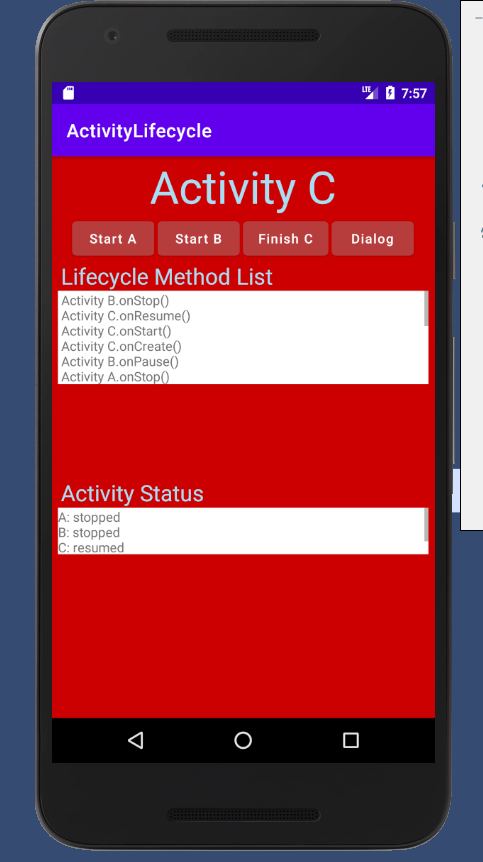 LTE 7:57
ActivityLifecycle
Activity C
Start A Start B Finish C Dialog
Lifecycle Method List
Activity B.onStop()
Activity C.onResume()
Activity C.onStart()
Activity C.onCreate()
Activity B.onPause()
Activity A.onStop()
Activity Status
A: stopped
B: stopped
C: resumed